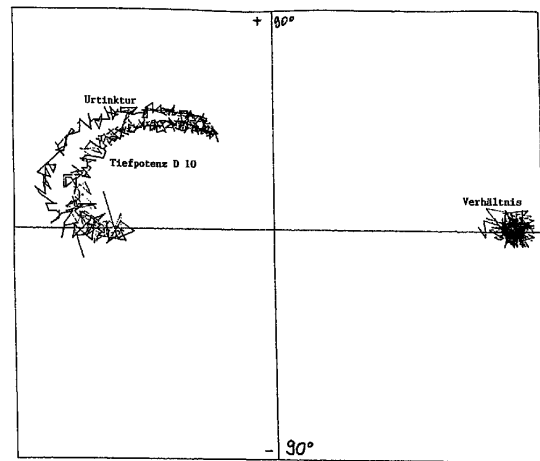 + 90°
Urtinktur
Tiefpotenz D 10
Verhältnis
- 90°